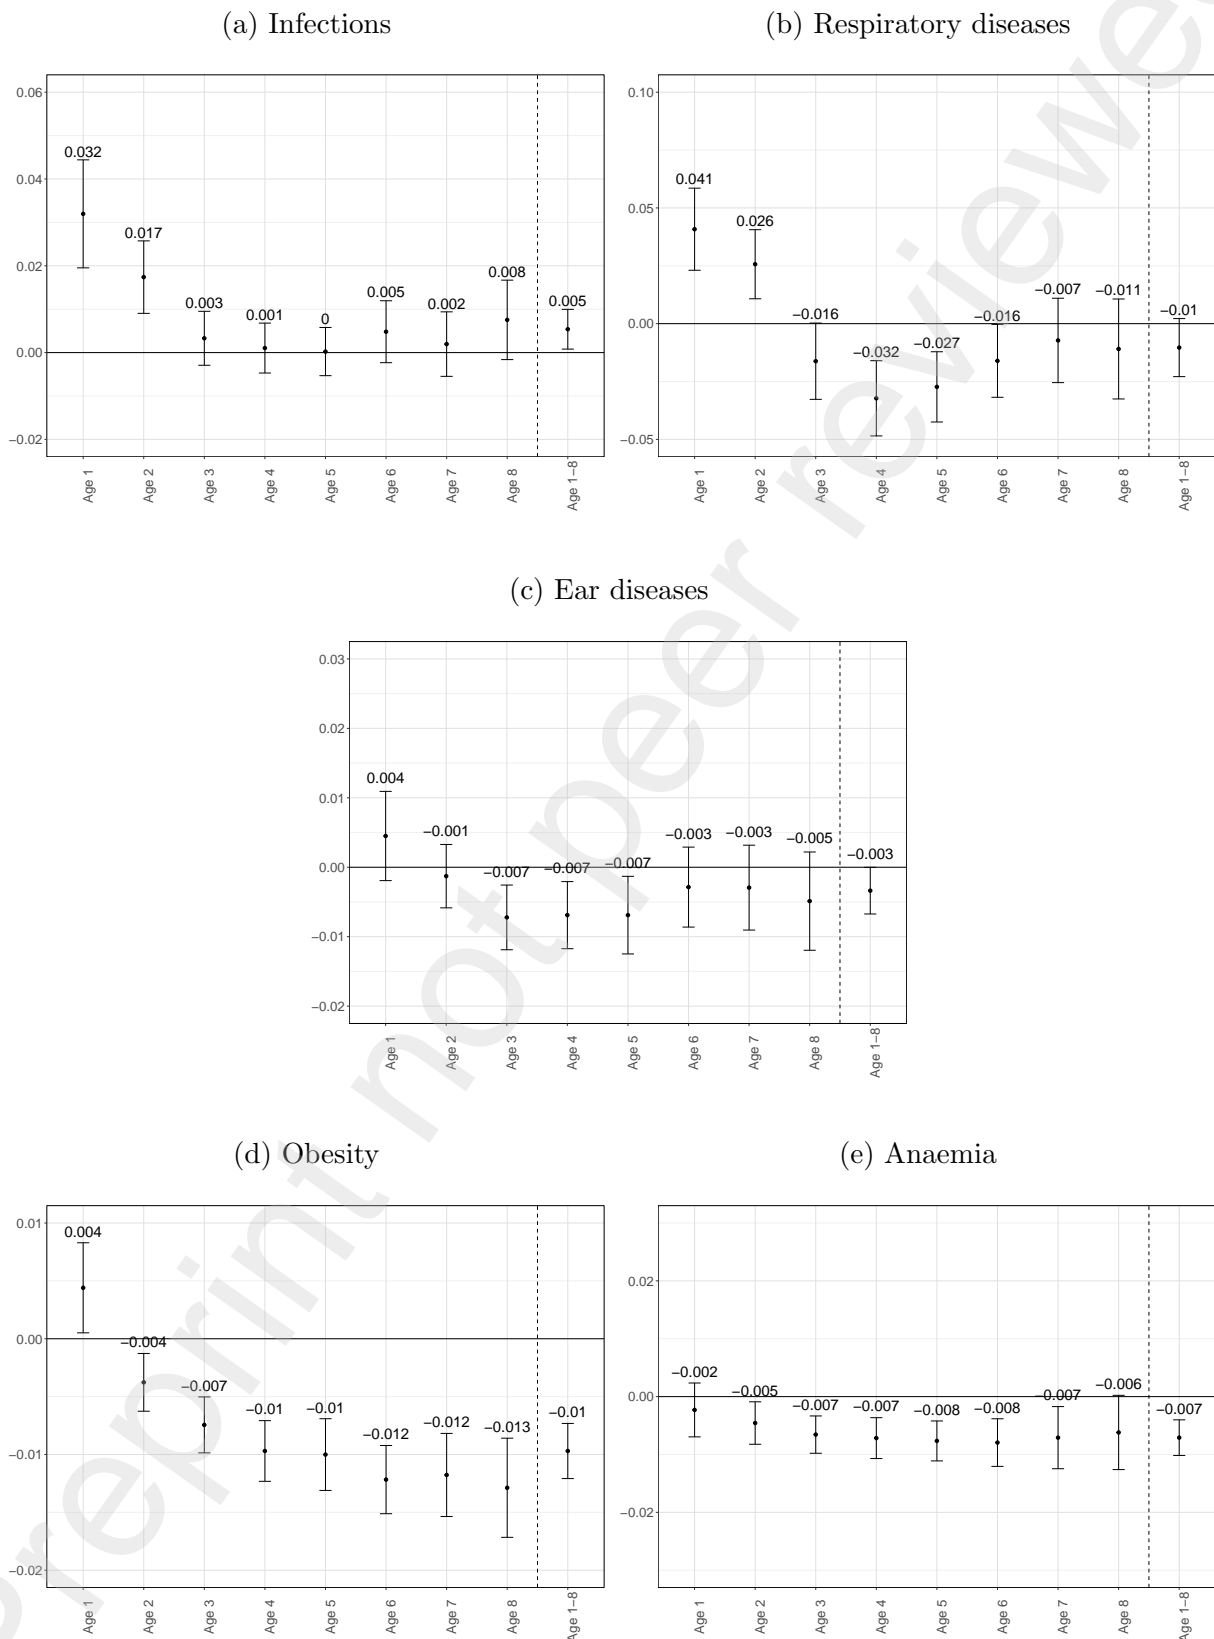 (a) Infections
0.06
0.04
0.02
0.00
−0.02
0.032
0.017
0.003
0.001
0
0.005
0.002
0.008
0.005
Age 1
Age 2
Age 3
Age 4
Age 5
Age 6
Age 7
Age 8
Age 1−8
(b) Respiratory diseases
0.10
0.05
0.00
−0.05
0.041
0.026
−0.016
−0.032
−0.027
−0.016
−0.007
−0.011
−0.01
Age 1
Age 2
Age 3
Age 4
Age 5
Age 6
Age 7
Age 8
Age 1−8
(c) Ear diseases
0.03
0.02
0.01
0.00
−0.01
−0.02
0.004
−0.001
−0.007
−0.007
−0.007
−0.003
−0.003
−0.005
−0.003
Age 1
Age 2
Age 3
Age 4
Age 5
Age 6
Age 7
Age 8
Age 1−8
(d) Obesity
0.01
0.00
−0.01
−0.02
0.004
−0.004
−0.007
−0.01
−0.01
−0.012
−0.012
−0.013
−0.01
Age 1
Age 2
Age 3
Age 4
Age 5
Age 6
Age 7
Age 8
Age 1−8
(e) Anaemia
0.02
0.00
−0.02
−0.002
−0.005
−0.007
−0.007
−0.008
−0.008
−0.007
−0.006
−0.007
Age 1
Age 2
Age 3
Age 4
Age 5
Age 6
Age 7
Age 8
Age 1−8
Preprint not peer reviewe